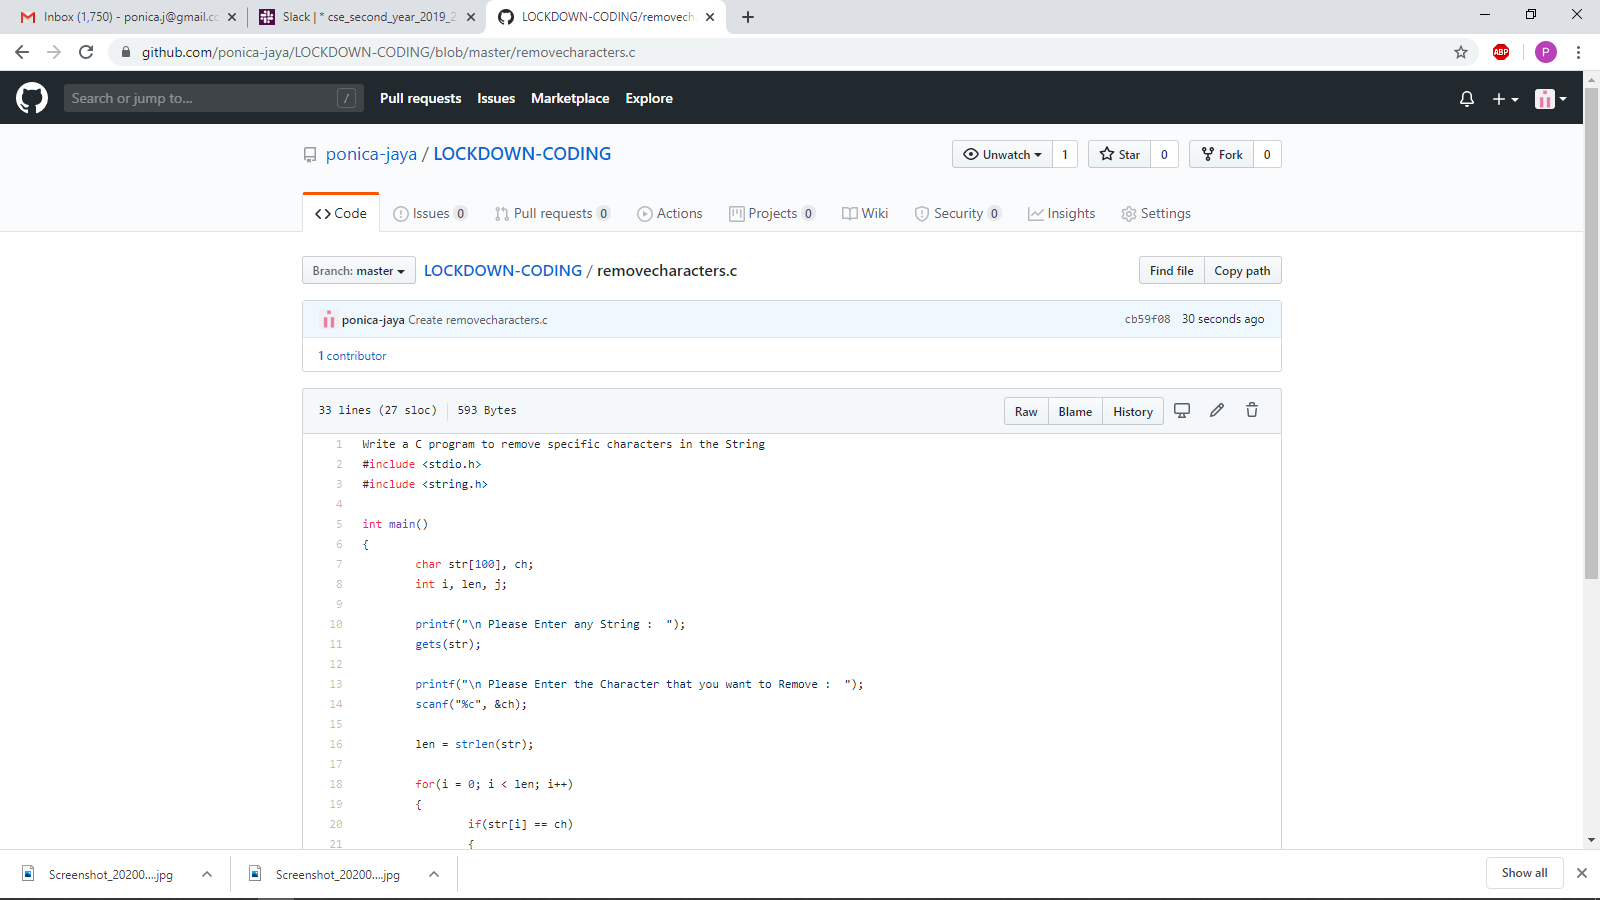 Inbox (1,750) - ponica.j@gmail.cc
Slack | * cse_second_year_2019_2
LOCKDOWN-CODING/removecha
github.com/ponica-jaya/LOCKDOWN-CODING/blob/master/removecharacters.c
ABP
P
Search or jump to...
/
Pull requests
Issues
Marketplace
Explore
ponica-jaya / LOCKDOWN-CODING
Unwatch 1
Star 0
Fork 0
Code
Issues 0
Pull requests 0
Actions
Projects 0
Wiki
Security 0
Insights
Settings
Branch: master
LOCKDOWN-CODING / removecharacters.c
Find file
Copy path
ponica-jaya Create removecharacters.c
cb59f08 30 seconds ago
1 contributor
33 lines (27 sloc) 593 Bytes
Raw
Blame
History
1 Write a C program to remove specific characters in the String
2 #include <stdio.h>
3 #include <string.h>
4
5 int main()
6 {
7 char str[100], ch;
8 int i, len, j;
9
10 printf("\n Please Enter any String :  ");
11 gets(str);
12
13 printf("\n Please Enter the Character that you want to Remove :  ");
14 scanf("%c", &ch);
15
16 len = strlen(str);
17
18 for(i = 0; i < len; i++)
19 {
20 if(str[i] == ch)
21 {
Screenshot_20200....jpg
Screenshot_20200....jpg
Show all